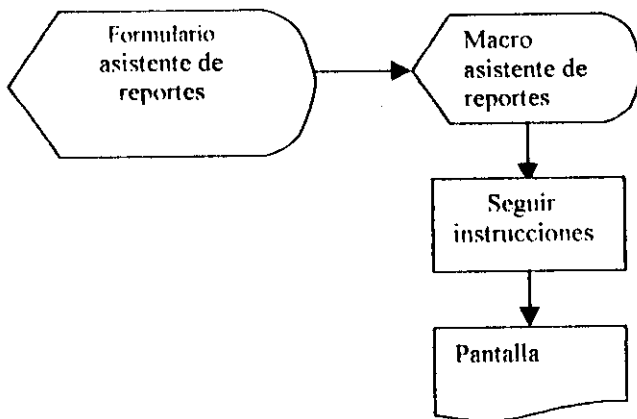 Formulario
asistente de
reportes
Macro
asistente de
reportes
Seguir
instrucciones
Pantalla